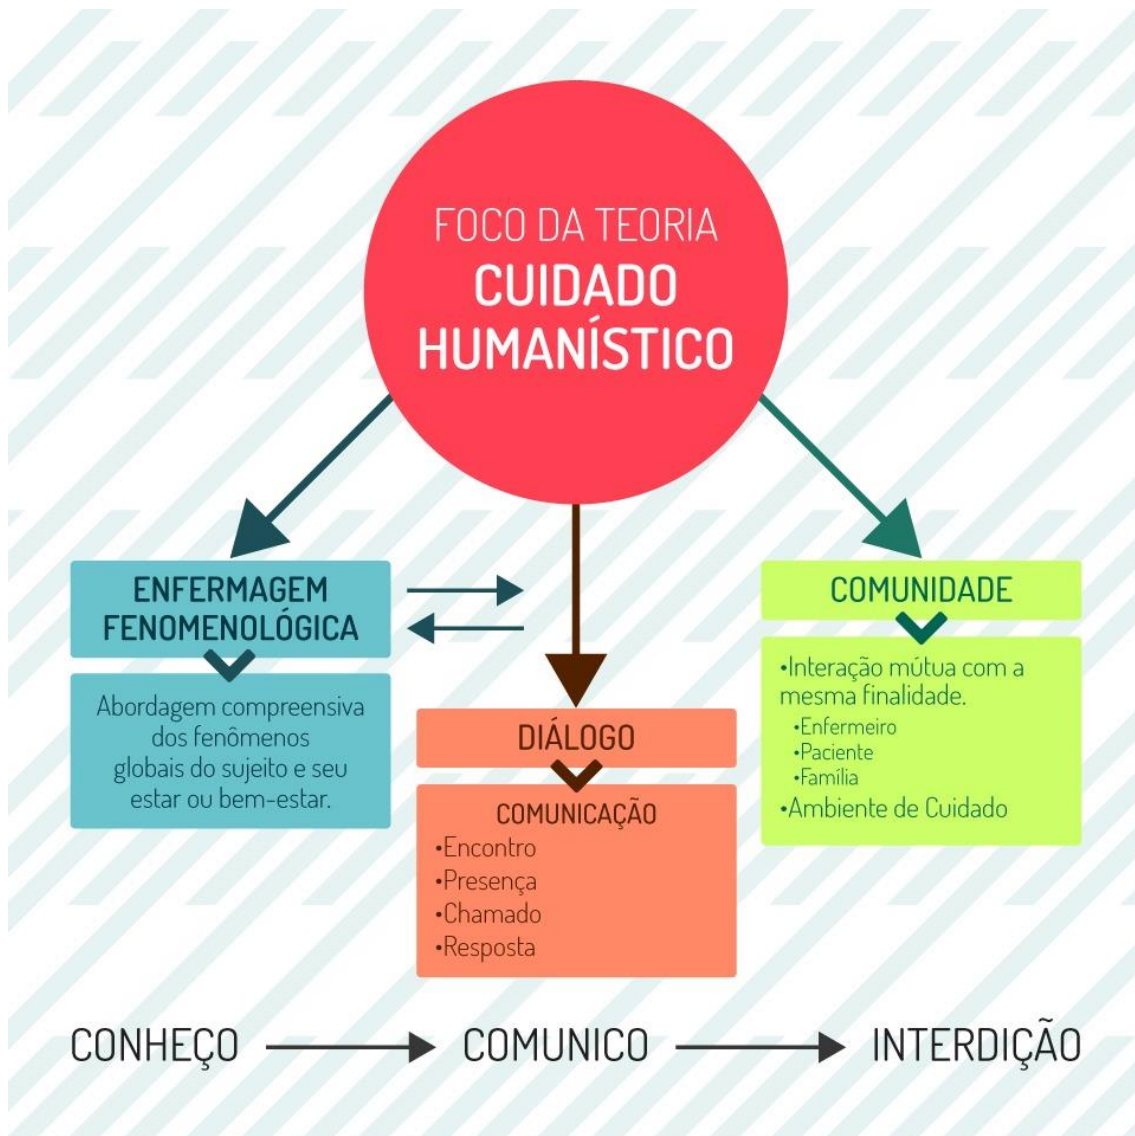 FOCO DA TEORIA
CUIDADO
HUMANÍSTICO
ENFERMAGEM
FENOMENOLÓGICA
Abordagem compreensiva
dos fenômenos
globais do sujeito e seu
estar ou bem-estar.
DIÁLOGO
COMUNICAÇÃO
•Encontro
•Presença
•Chamado
•Resposta
COMUNIDADE
•Interação mútua com a
mesma finalidade.
•Enfermeiro
•Paciente
•Família
•Ambiente de Cuidado
CONHEÇO
COMUNICO
INTERDIÇÃO